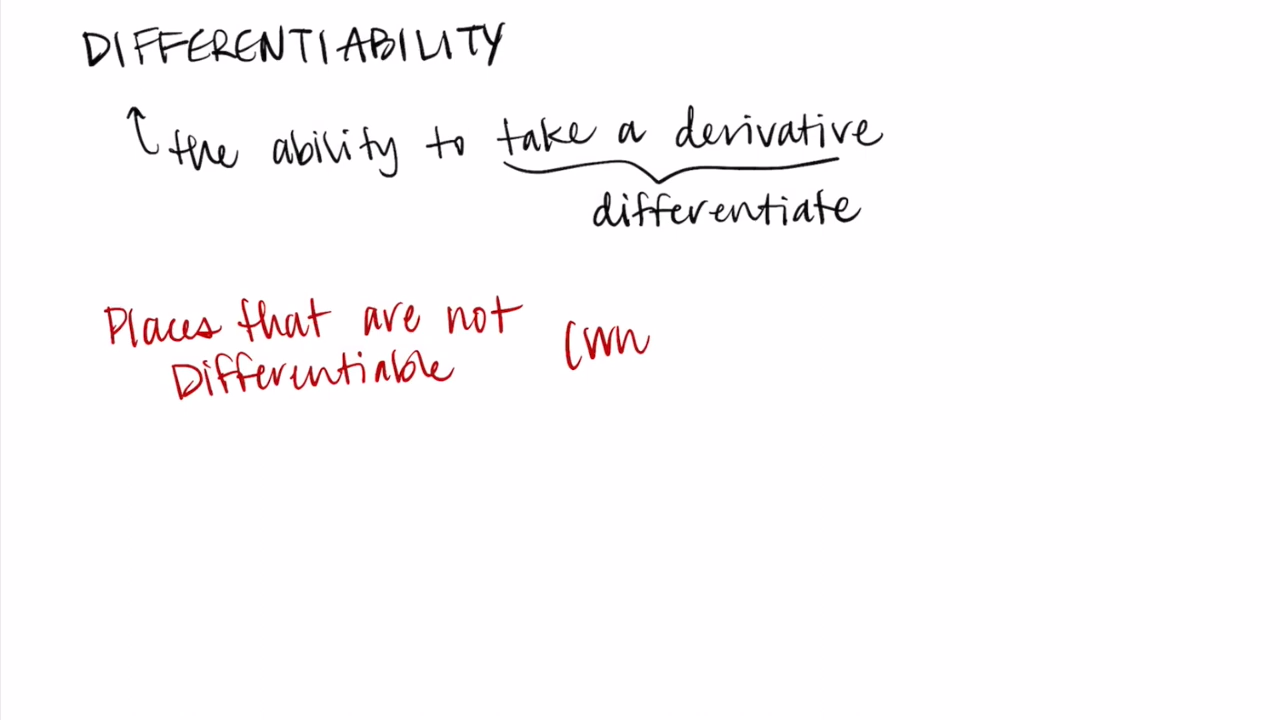 DIFFERENTIABILITY
the ability to take a derivative
differentiate
Places that are not
Differentiable